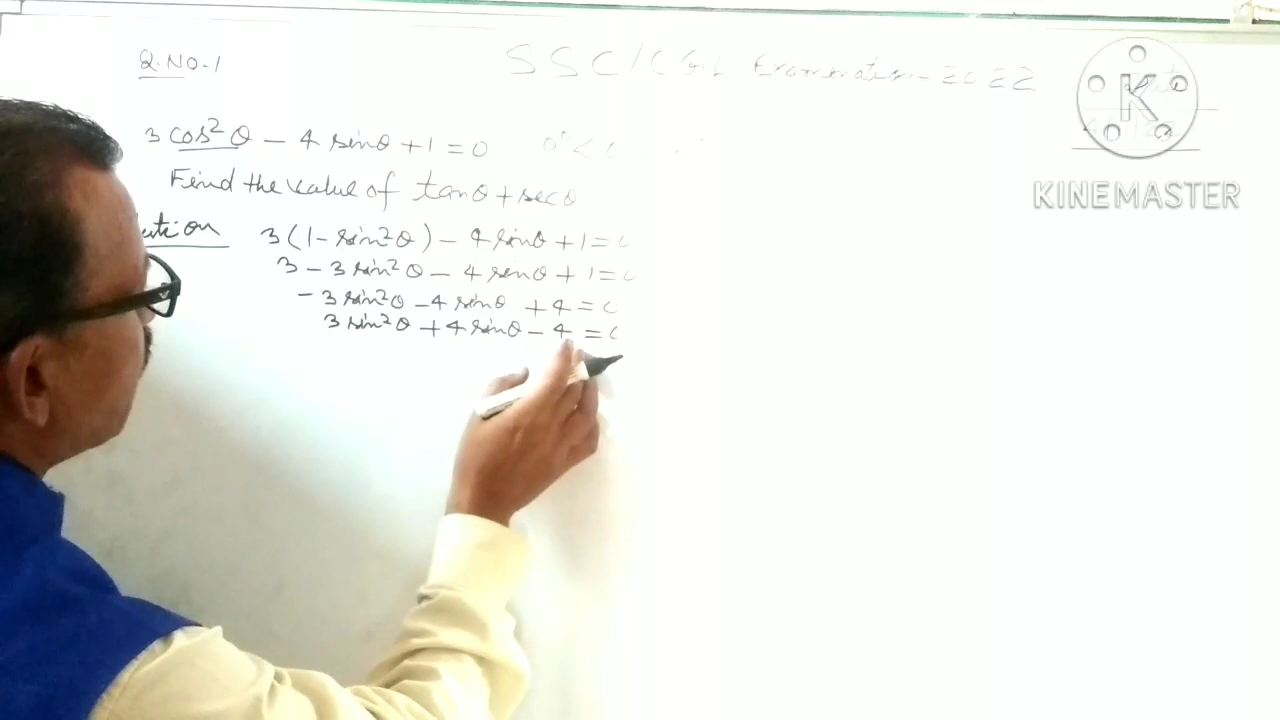 Q.NO.1
SSC/CGL Examination-2022
3 cos²θ - 4 sinθ + 1 = 0 0° <
Find the value of tanθ + secθ
ution 3(1 - sin²θ) - 4 sinθ + 1 = 0
3 - 3 sin²θ - 4 sinθ + 1 = 0
- 3 sin²θ - 4 sinθ + 4 = 0
3 sin²θ + 4 sinθ - 4 = 0
KINEMASTER